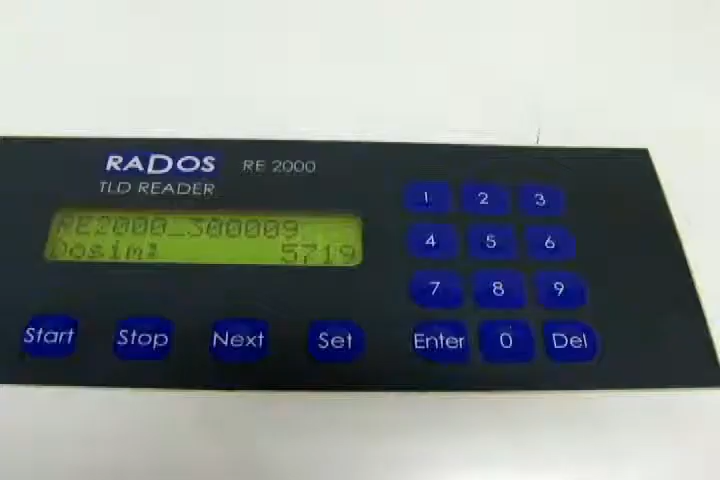 RADOS RE 2000
TLD READER
RE2000_300009
Dosim: 5719
1 2 3
4 5 6
7 8 9
Start Stop Next Set Enter 0 Del